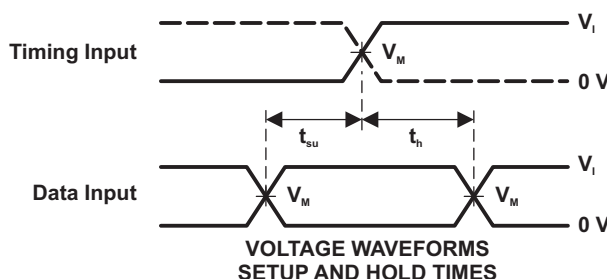 V_I
Timing Input
V_M
0 V
t_su
t_h
V_I
Data Input
V_M
V_M
0 V
VOLTAGE WAVEFORMS
SETUP AND HOLD TIMES